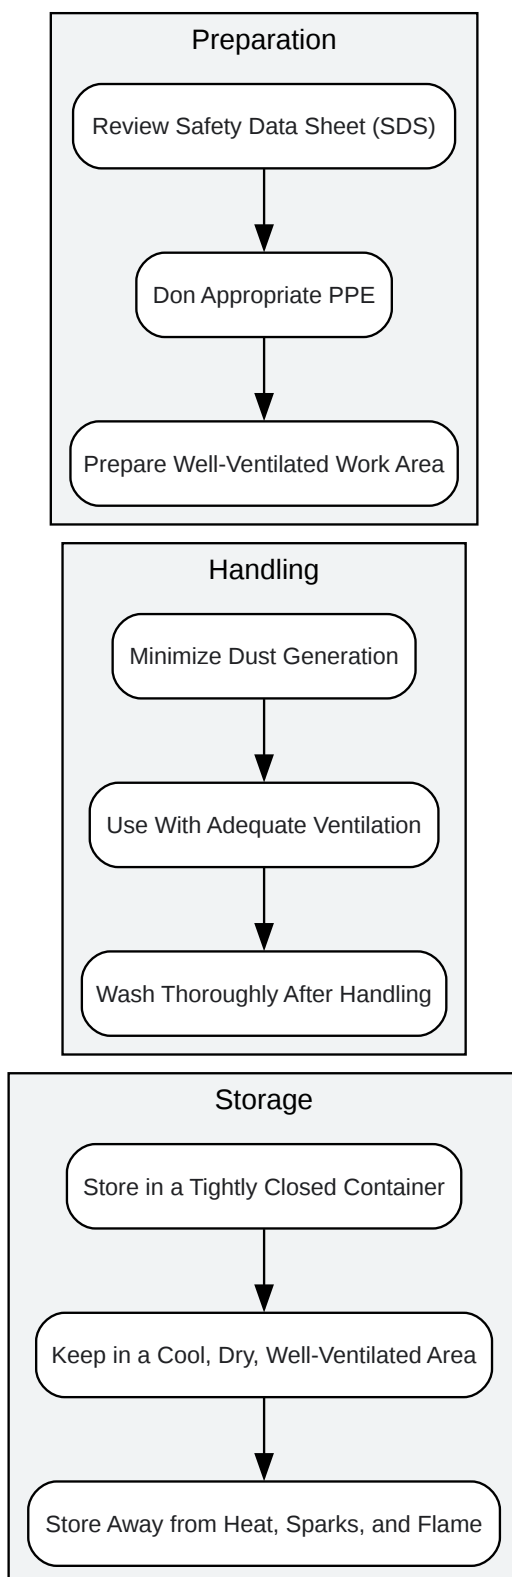 Preparation
Review Safety Data Sheet (SDS)
Don Appropriate PPE
Prepare Well-Ventilated Work Area
Handling
Minimize Dust Generation
Use With Adequate Ventilation
Wash Thoroughly After Handling
Storage
Store in a Tightly Closed Container
Keep in a Cool, Dry, Well-Ventilated Area
Store Away from Heat, Sparks, and Flame